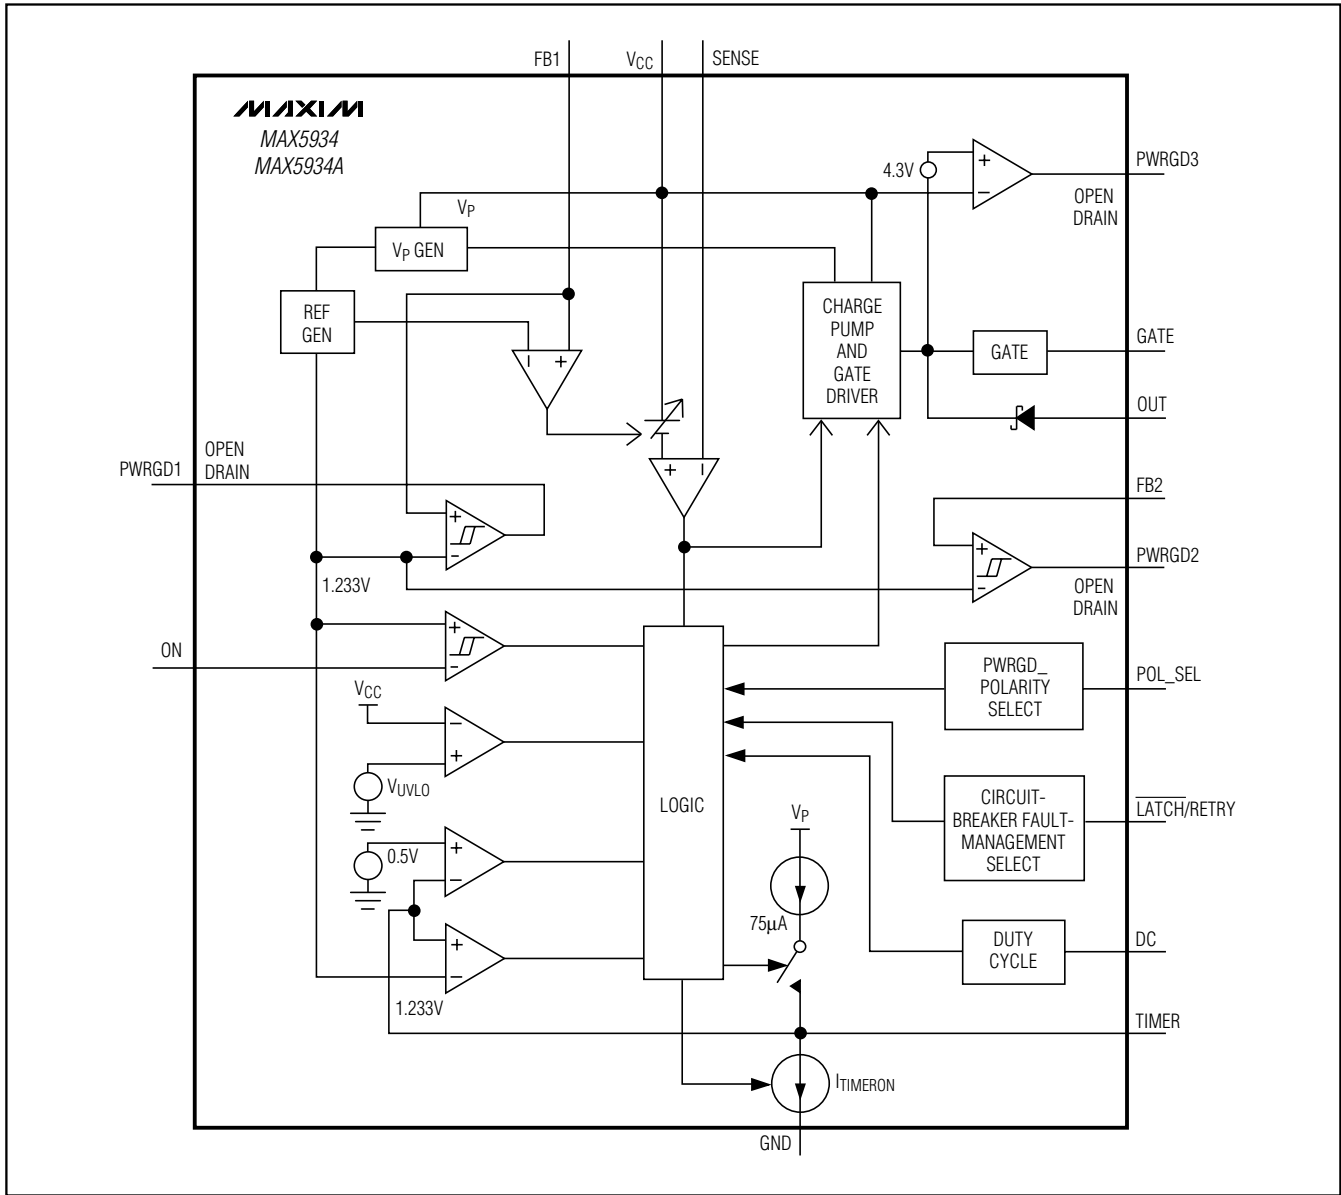 FB1
VCC
SENSE
MAXIM
MAX5934
MAX5934A
4.3V
+
−
PWRGD3
OPEN
DRAIN
VP
VP GEN
REF
GEN
− +
CHARGE
PUMP
AND
GATE
DRIVER
GATE
GATE
OUT
PWRGD1
OPEN
DRAIN
+ −
+
-
FB2
+
-
PWRGD2
OPEN
DRAIN
1.233V
ON
+
-
PWRGD_
POLARITY
SELECT
POL_SEL
VCC
−
+
VUVLO
LOGIC
CIRCUIT-
BREAKER FAULT-
MANAGEMENT
SELECT
LATCH/RETRY
0.5V
+
−
VP
75µA
DUTY
CYCLE
DC
+
−
1.233V
TIMER
ITIMERON
GND